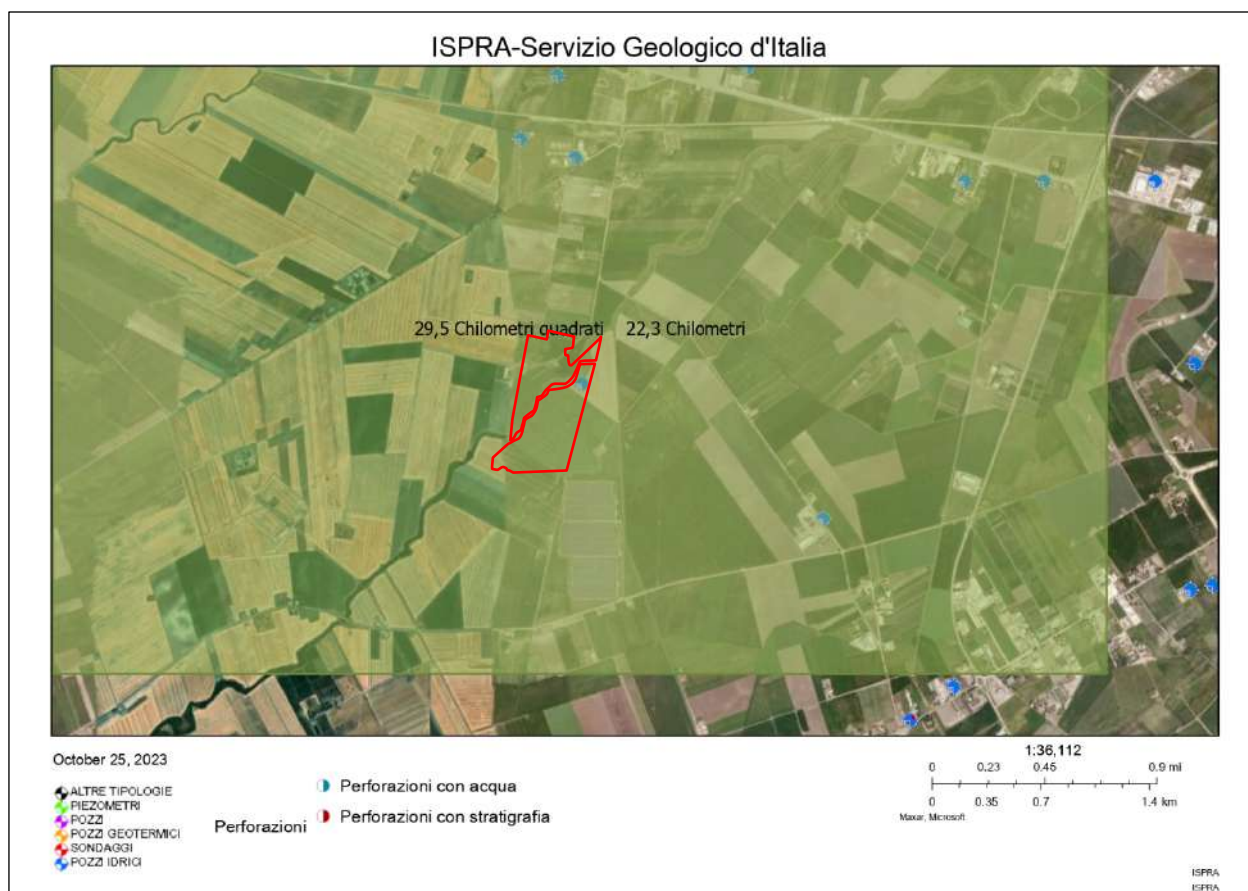 ISPRA-Servizio Geologico d'Italia
29,5 Chilometri quadrati 22,3 Chilometri
October 25, 2023
ALTRE TIPOLOGIE
PIEZOMETRI
POZZI
POZZI GEOTERMICI
SONDAGGI
POZZI IDRICI
Perforazioni
Perforazioni con acqua
Perforazioni con stratigrafia
1:36,112
0 0.23 0.45 0.9 mi
0 0.35 0.7 1.4 km
Maxar, Microsoft
ISPRA
ISPRA